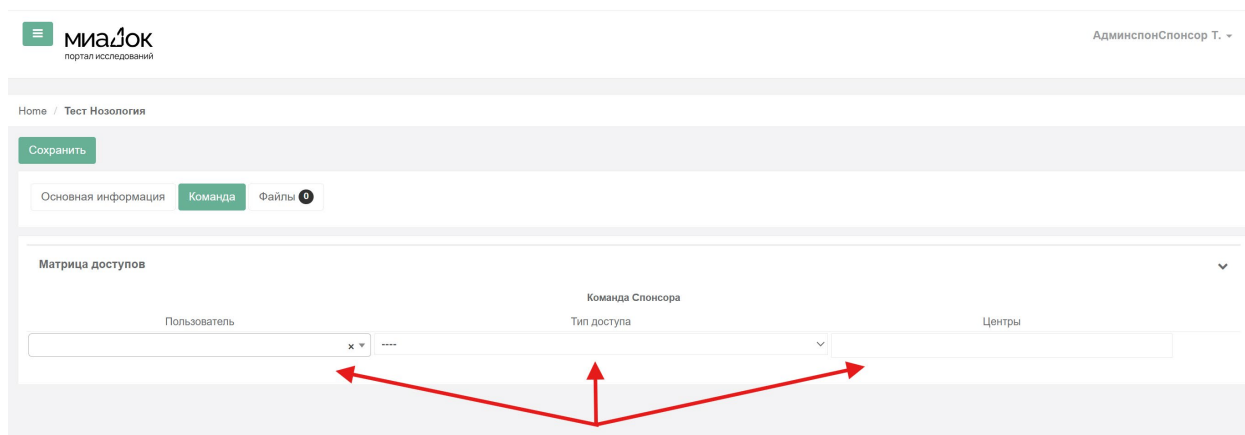 миаДок
портал исследований
АдминспонСпонсор Т.
Home / Тест Нозология
Сохранить
Основная информация Команда Файлы 0
Матрица доступов
Команда Спонсора
Пользователь Тип доступа Центры
× ----